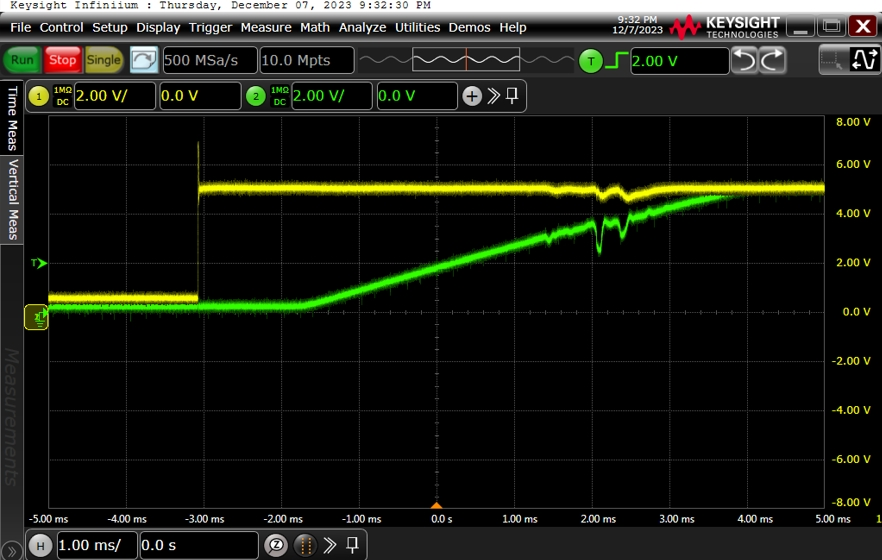 Keysight Infiniium : Thursday, December 07, 2023 9:32:30 PM
File Control Setup Display Trigger Measure Math Analyze Utilities Demos Help
9:32 PM
12/7/2023
KEYSIGHT
TECHNOLOGIES
Run Stop Single 500 MSa/s 10.0 Mpts T 2.00 V
1 1MΩ DC 2.00 V/ 0.0 V 2 1MΩ DC 2.00 V/ 0.0 V
Time Meas
Vertical Meas
Measurements
8.00 V
6.00 V
4.00 V
T 2.00 V
0.0 V
-2.00 V
-4.00 V
-6.00 V
-8.00 V
-5.00 ms -4.00 ms -3.00 ms -2.00 ms -1.00 ms 0.0 s 1.00 ms 2.00 ms 3.00 ms 4.00 ms 5.00 ms 1
H 1.00 ms/ 0.0 s